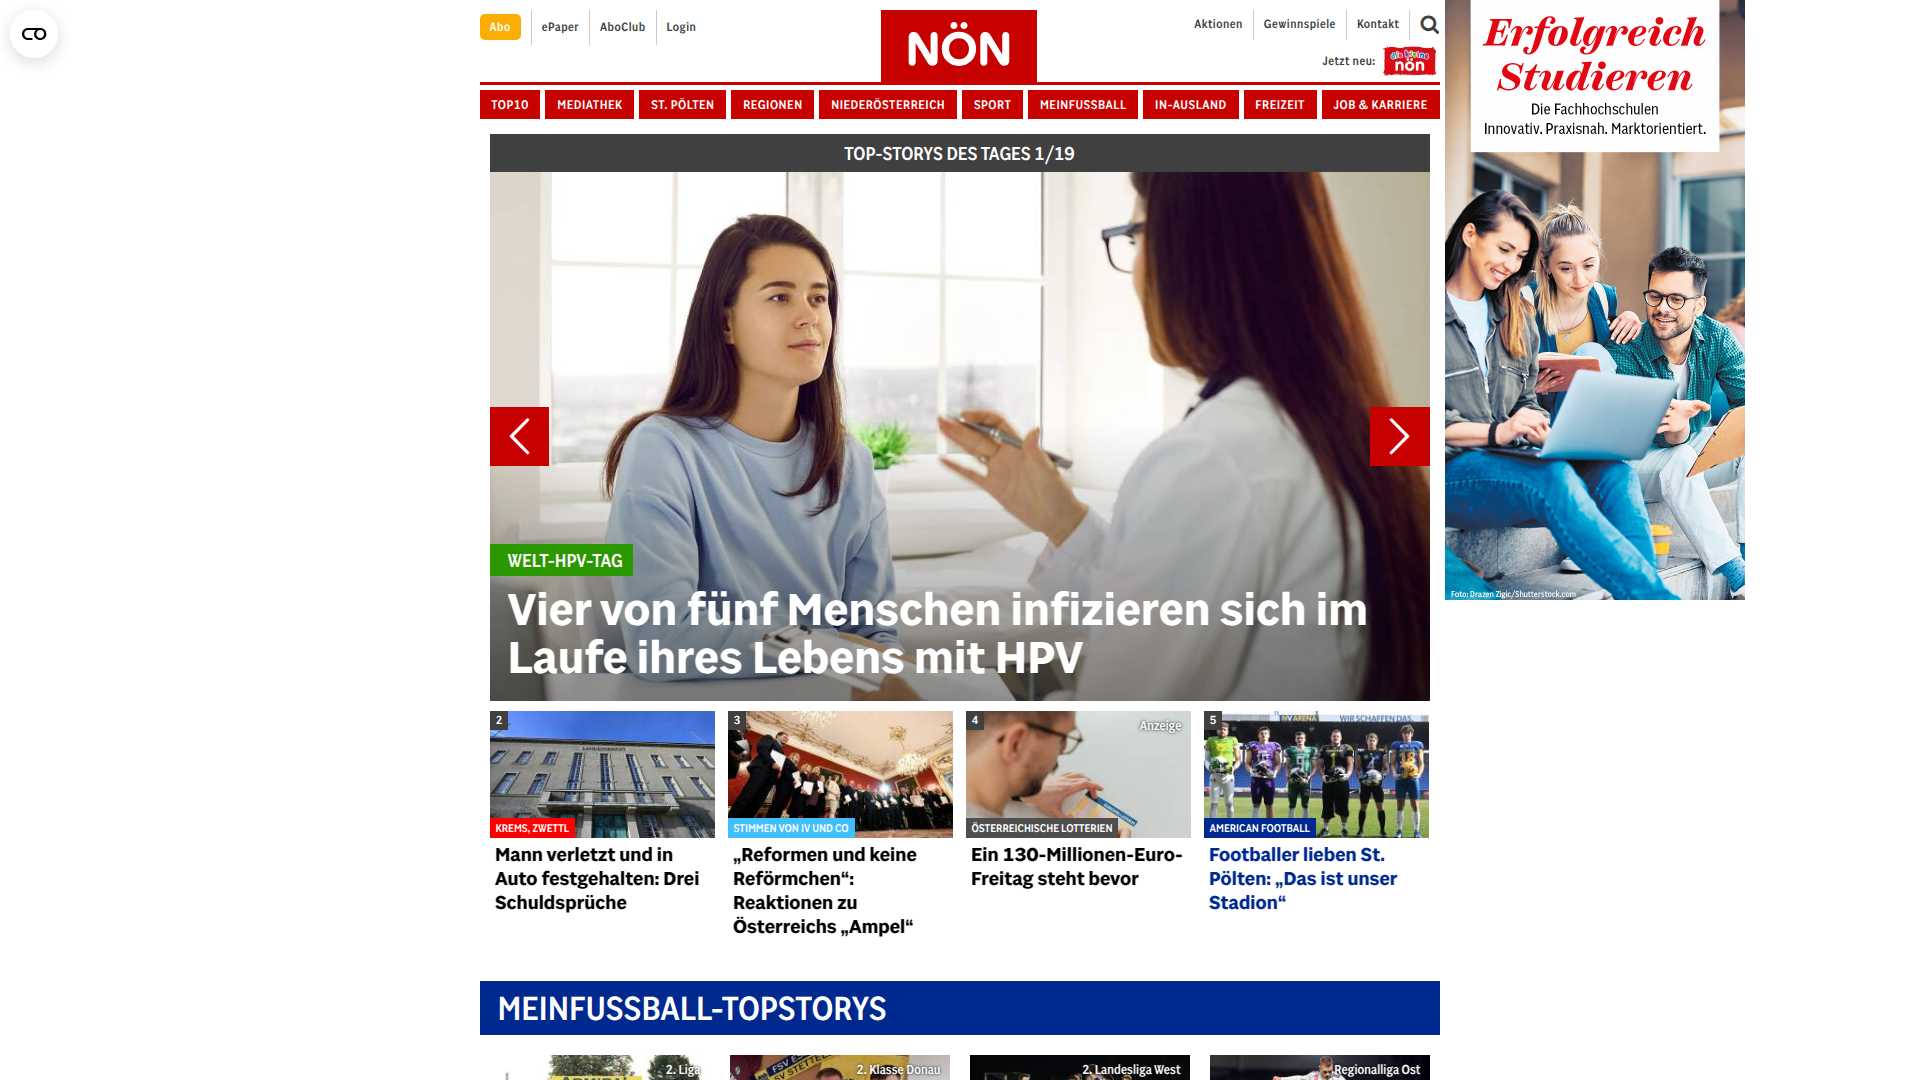 Abo
ePaper
AboClub
Login
NÖN
Aktionen
Gewinnspiele
Kontakt
Jetzt neu:
die kleine
nön
TOP10
MEDIATHEK
ST. PÖLTEN
REGIONEN
NIEDERÖSTERREICH
SPORT
MEINFUSSBALL
IN-AUSLAND
FREIZEIT
JOB & KARRIERE
Erfolgreich
Studieren
Die Fachhochschulen
Innovativ. Praxisnah. Marktorientiert.
Foto: Drazen Zigic/Shutterstock.com
TOP-STORYS DES TAGES 1/19
WELT-HPV-TAG
Vier von fünf Menschen infizieren sich im
Laufe ihres Lebens mit HPV
2
KREMS, ZWETTL
Mann verletzt und in
Auto festgehalten: Drei
Schuldsprüche
3
STIMMEN VON IV UND CO
„Reformen und keine
Reförmchen“:
Reaktionen zu
Österreichs „Ampel“
4
Anzeige
ÖSTERREICHISCHE LOTTERIEN
Ein 130-Millionen-Euro-
Freitag steht bevor
5
NV ARENA
WIR SCHAFFEN DAS.
AMERICAN FOOTBALL
Footballer lieben St.
Pölten: „Das ist unser
Stadion“
MEINFUSSBALL-TOPSTORYS
2. Liga
2. Klasse Donau
2. Landesliga West
Regionalliga Ost